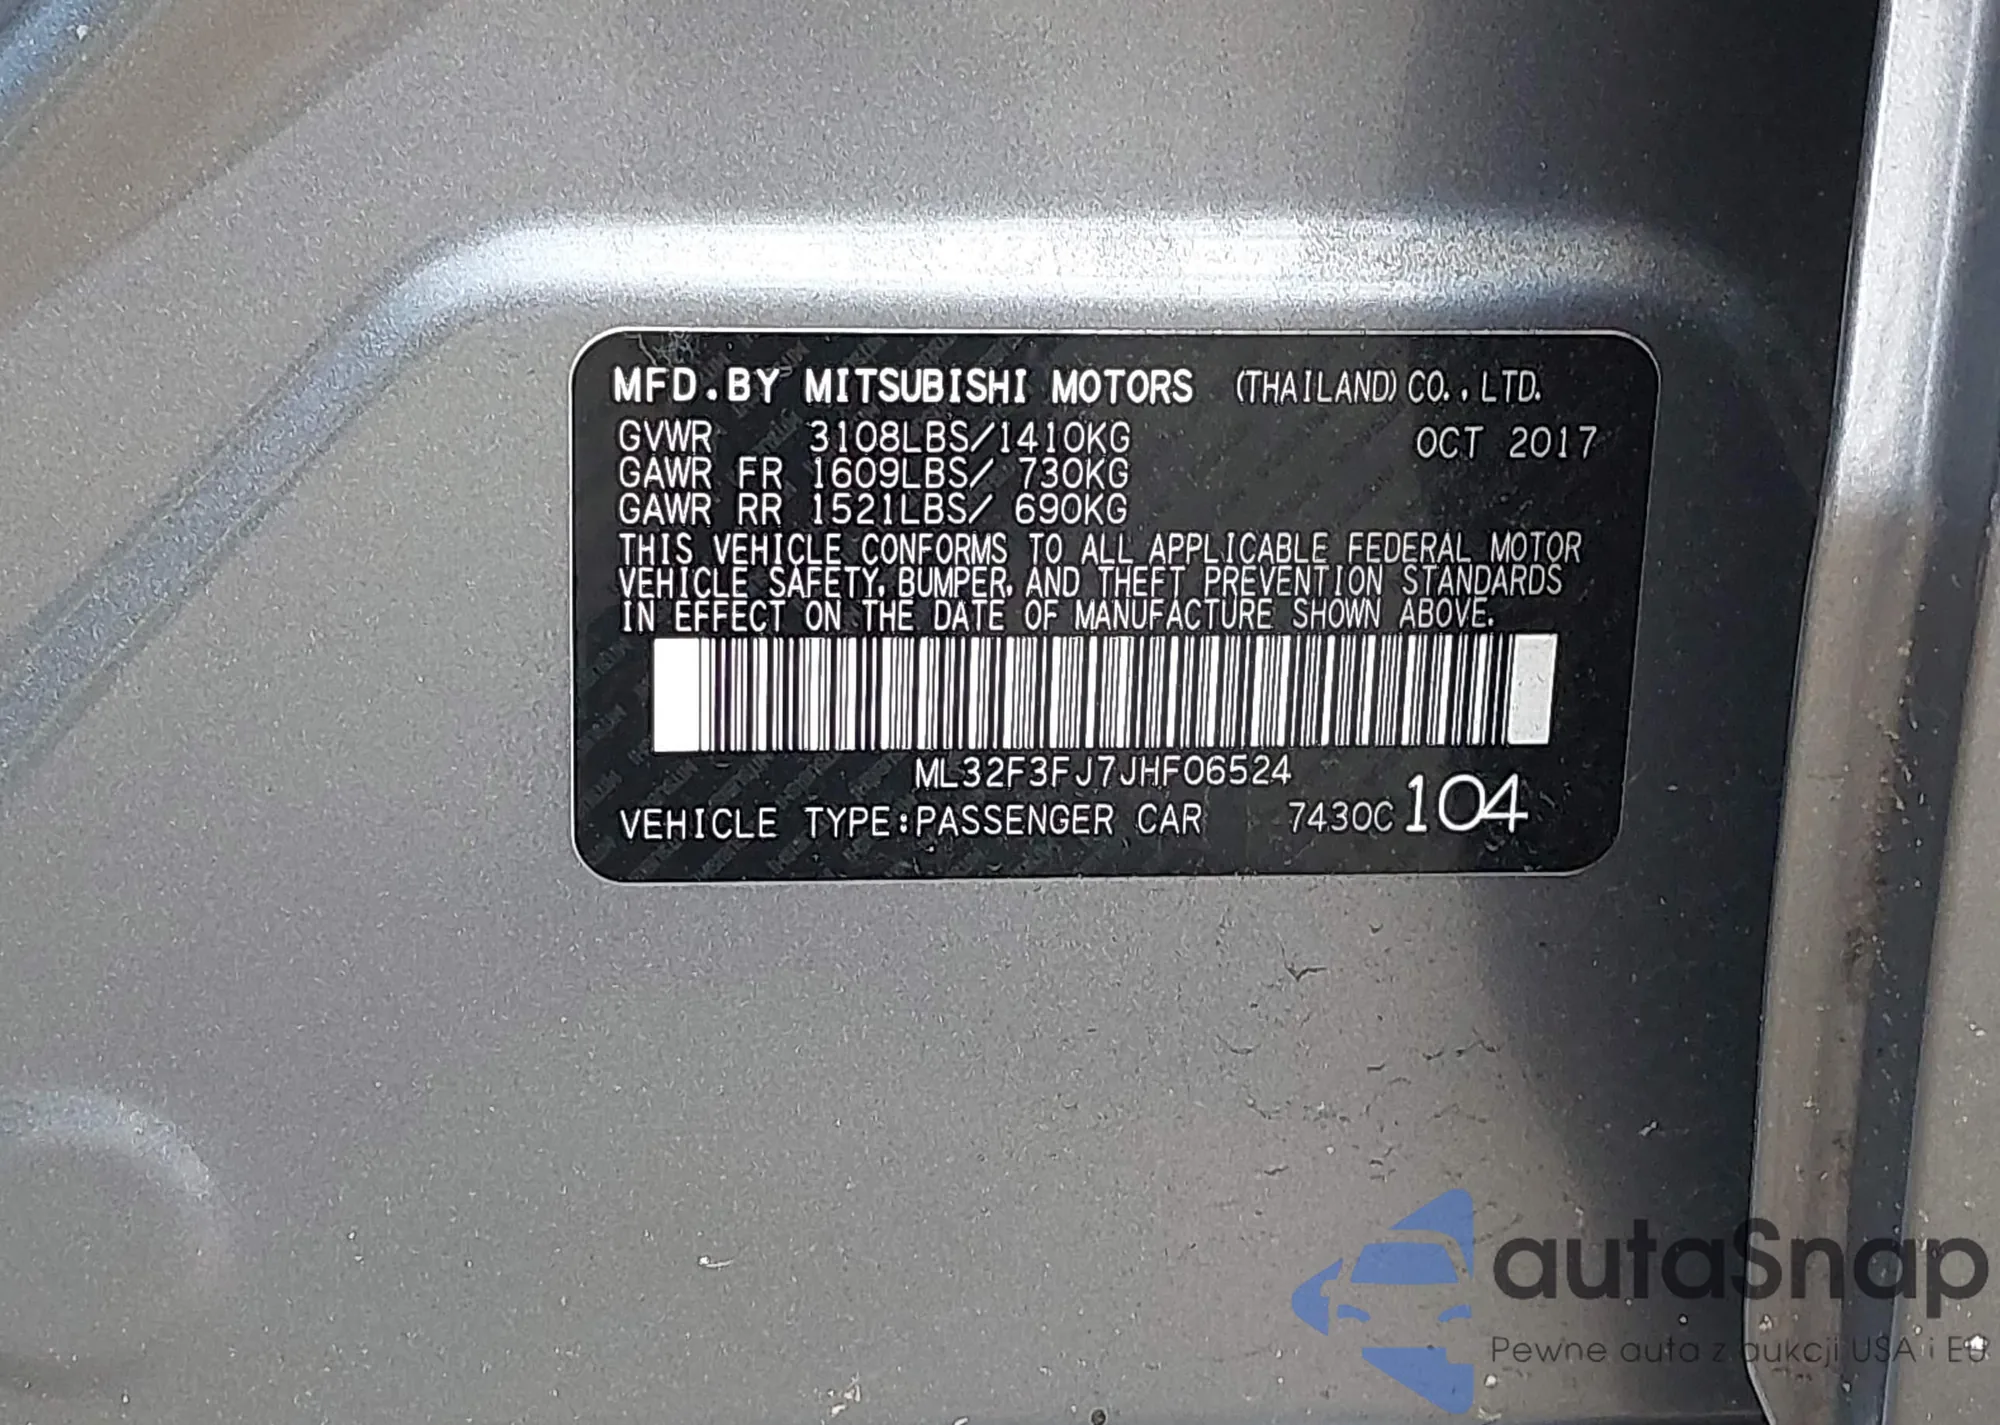 MFD.BY MITSUBISHI MOTORS (THAILAND) CO., LTD.
GVWR 3108LBS/1410KG OCT 2017
GAWR FR 1609LBS/ 730KG
GAWR RR 1521LBS/ 690KG
THIS VEHICLE CONFORMS TO ALL APPLICABLE FEDERAL MOTOR
VEHICLE SAFETY, BUMPER, AND THEFT PREVENTION STANDARDS
IN EFFECT ON THE DATE OF MANUFACTURE SHOWN ABOVE.
ML32F3FJ7JHF06524
VEHICLE TYPE:PASSENGER CAR 7430C 104
autaSnap
Pewne auta z aukcji USA i EU